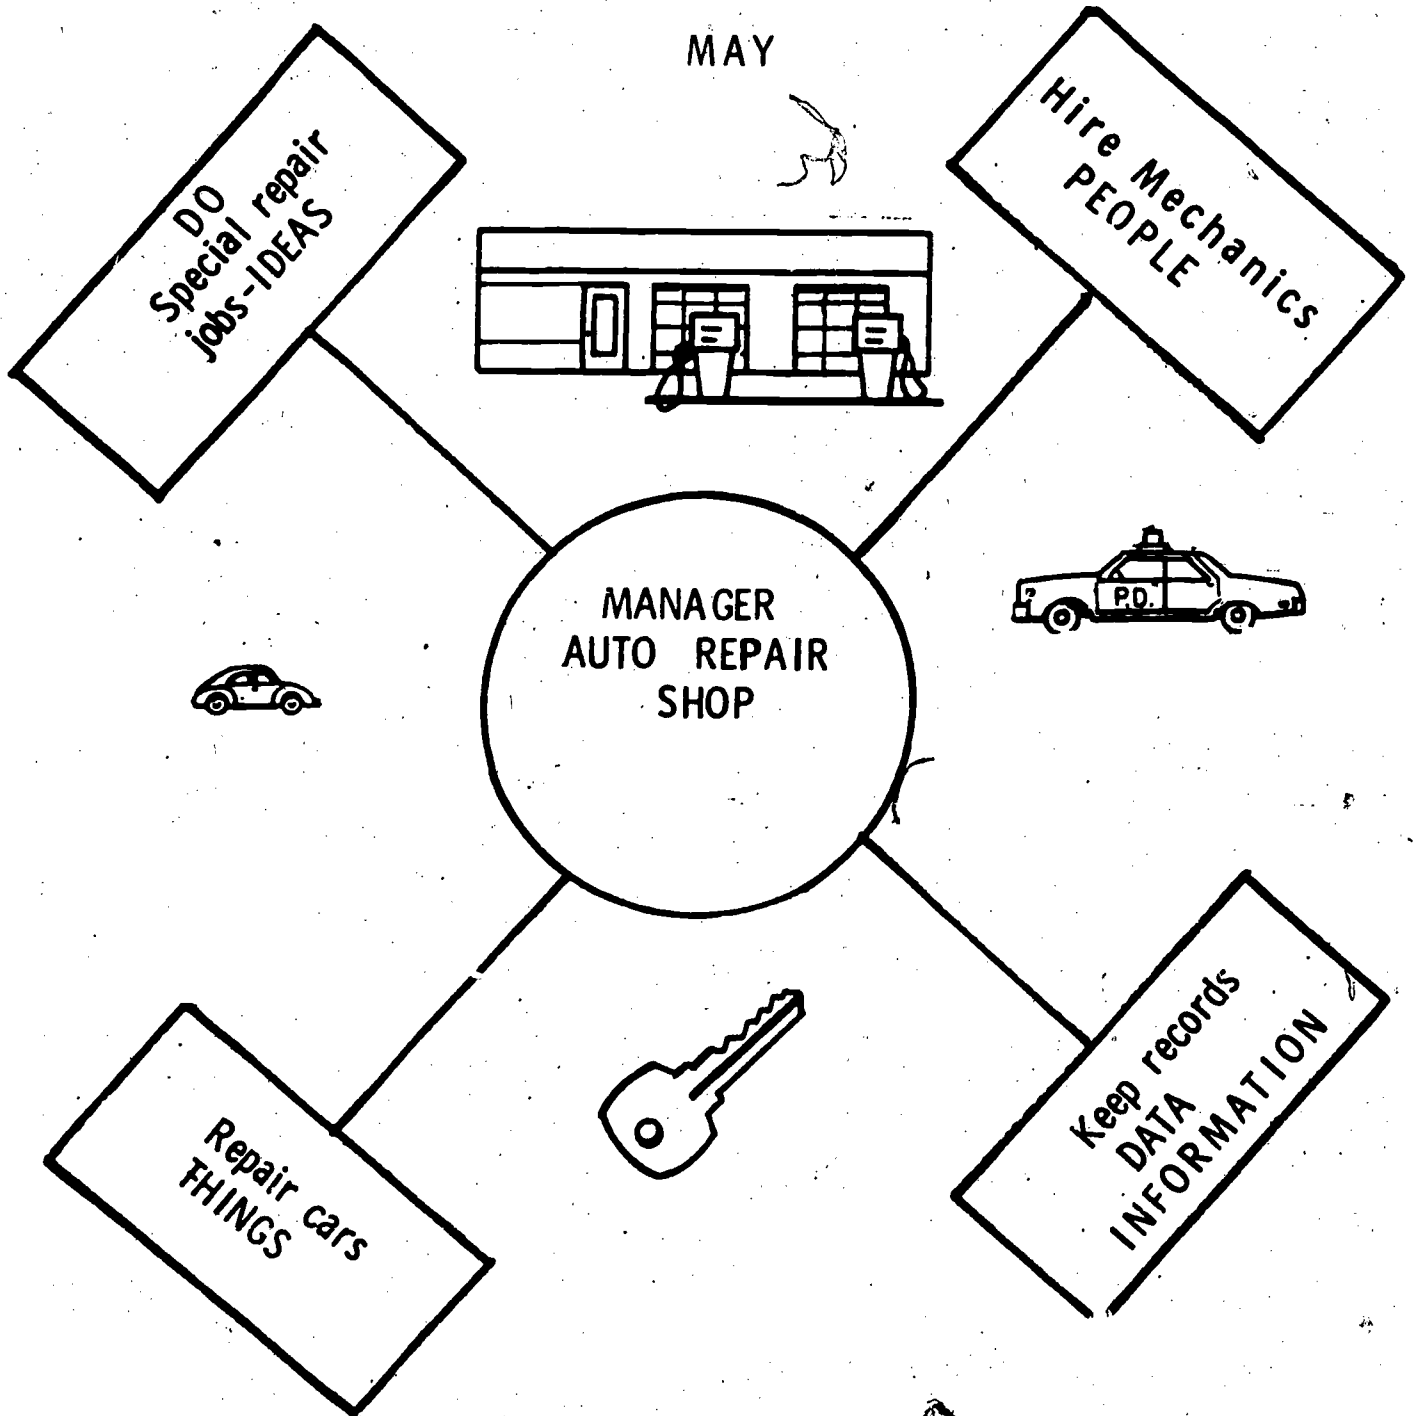 MAY
DO
Special repair
jobs-IDEAS
Hire Mechanics
PEOPLE
MANAGER
AUTO REPAIR
SHOP
P.D.
Repair cars
THINGS
Keep records
DATA
INFORMATION